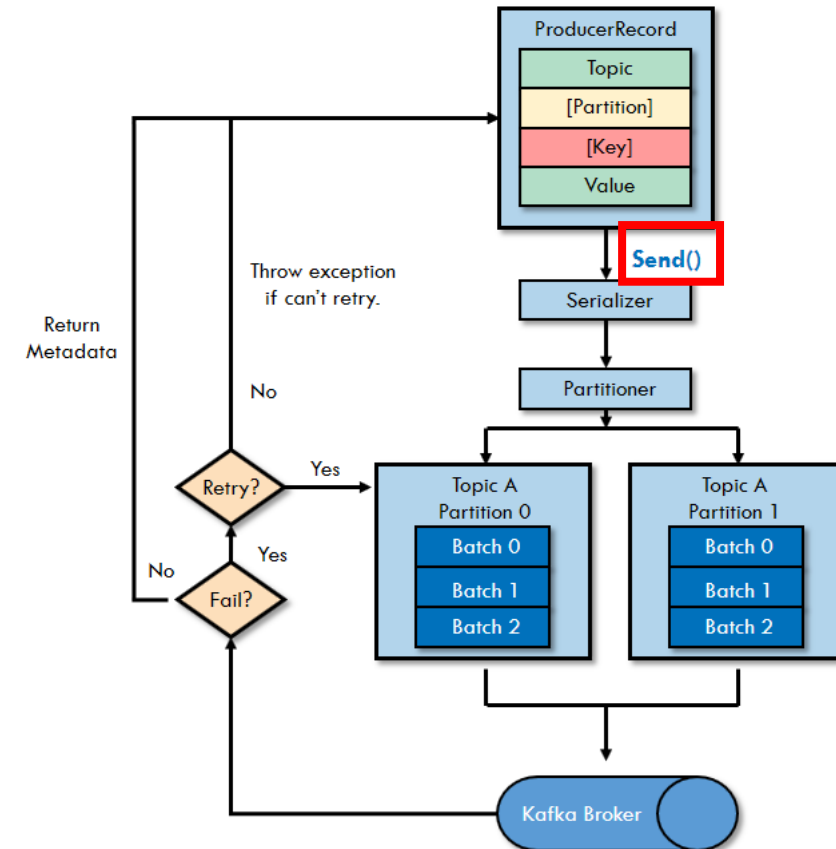 ProducerRecord
Topic
[Partition]
[Key]
Value
Send()
Serializer
Partitioner
Throw exception
if can't retry.
Return
Metadata
No
Retry?
Yes
Topic A
Partition 0
Batch 0
Batch 1
Batch 2
Topic A
Partition 1
Batch 0
Batch 1
Batch 2
No
Yes
Fail?
Kafka Broker